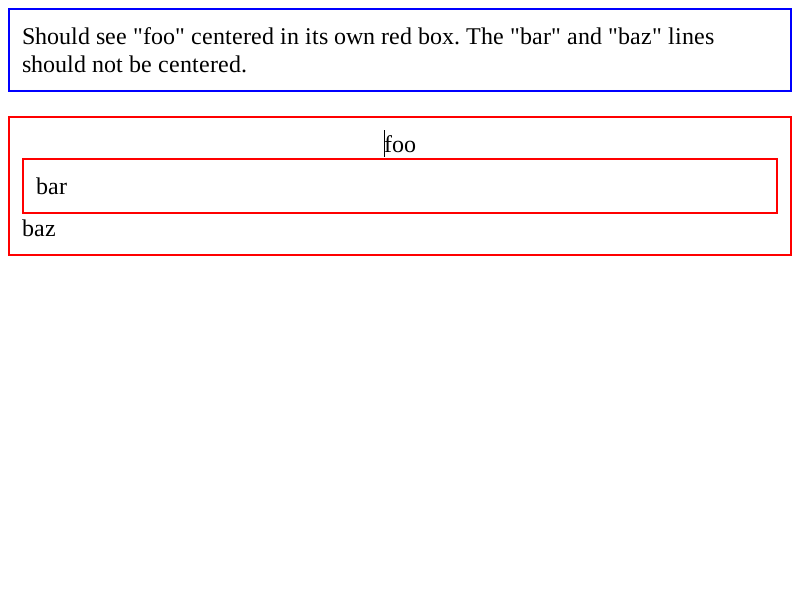 Should see "foo" centered in its own red box. The "bar" and "baz" lines
should not be centered.
foo
bar
baz